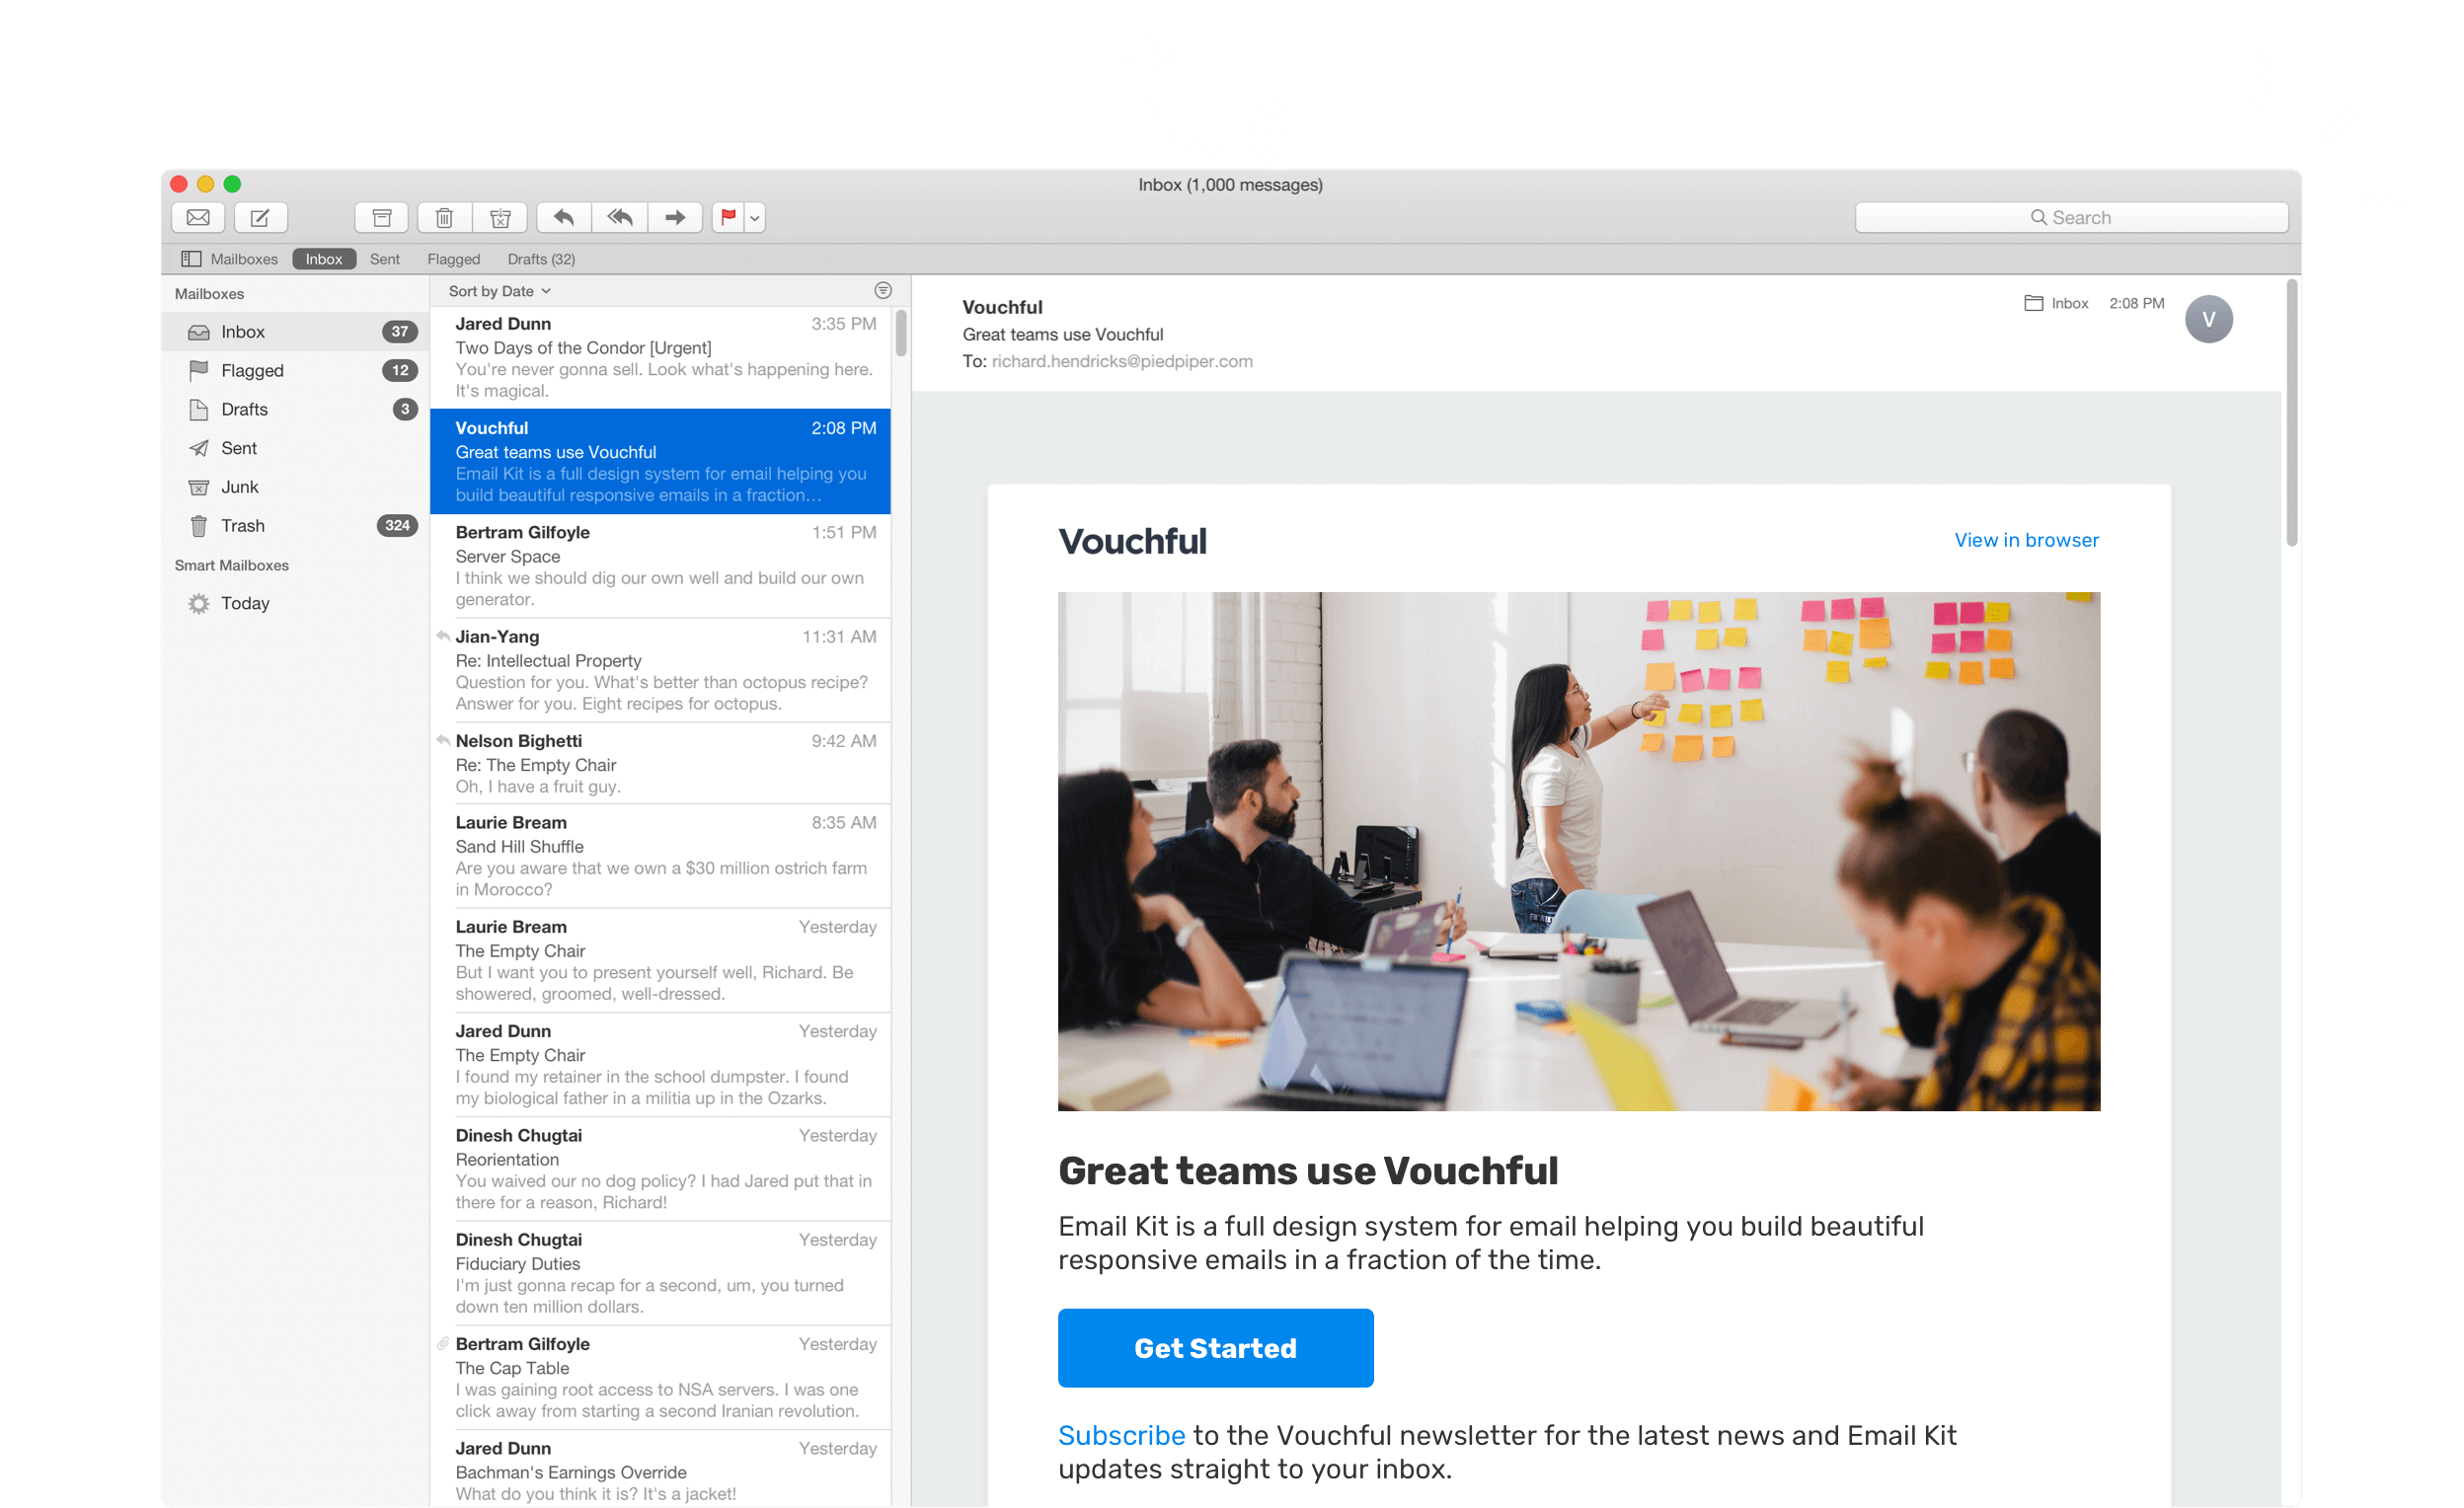 Inbox (1,000 messages)
Search
Mailboxes Inbox Sent Flagged Drafts (32)
Mailboxes
Inbox 37
Flagged 12
Drafts 3
Sent
Junk
Trash 324
Smart Mailboxes
Today
Sort by Date
Jared Dunn 3:35 PM
Two Days of the Condor [Urgent]
You're never gonna sell. Look what's happening here.
It's magical.
Vouchful 2:08 PM
Great teams use Vouchful
Email Kit is a full design system for email helping you
build beautiful responsive emails in a fraction…
Bertram Gilfoyle 1:51 PM
Server Space
I think we should dig our own well and build our own
generator.
Jian-Yang 11:31 AM
Re: Intellectual Property
Question for you. What's better than octopus recipe?
Answer for you. Eight recipes for octopus.
Nelson Bighetti 9:42 AM
Re: The Empty Chair
Oh, I have a fruit guy.
Laurie Bream 8:35 AM
Sand Hill Shuffle
Are you aware that we own a $30 million ostrich farm
in Morocco?
Laurie Bream Yesterday
The Empty Chair
But I want you to present yourself well, Richard. Be
showered, groomed, well-dressed.
Jared Dunn Yesterday
The Empty Chair
I found my retainer in the school dumpster. I found
my biological father in a militia up in the Ozarks.
Dinesh Chugtai Yesterday
Reorientation
You waived our no dog policy? I had Jared put that in
there for a reason, Richard!
Dinesh Chugtai Yesterday
Fiduciary Duties
I'm just gonna recap for a second, um, you turned
down ten million dollars.
Bertram Gilfoyle Yesterday
The Cap Table
I was gaining root access to NSA servers. I was one
click away from starting a second Iranian revolution.
Jared Dunn Yesterday
Bachman's Earnings Override
What do you think it is? It's a jacket!
Vouchful
Great teams use Vouchful
To: richard.hendricks@piedpiper.com
Inbox 2:08 PM
V
Vouchful
View in browser
Great teams use Vouchful
Email Kit is a full design system for email helping you build beautiful
responsive emails in a fraction of the time.
Get Started
Subscribe to the Vouchful newsletter for the latest news and Email Kit
updates straight to your inbox.